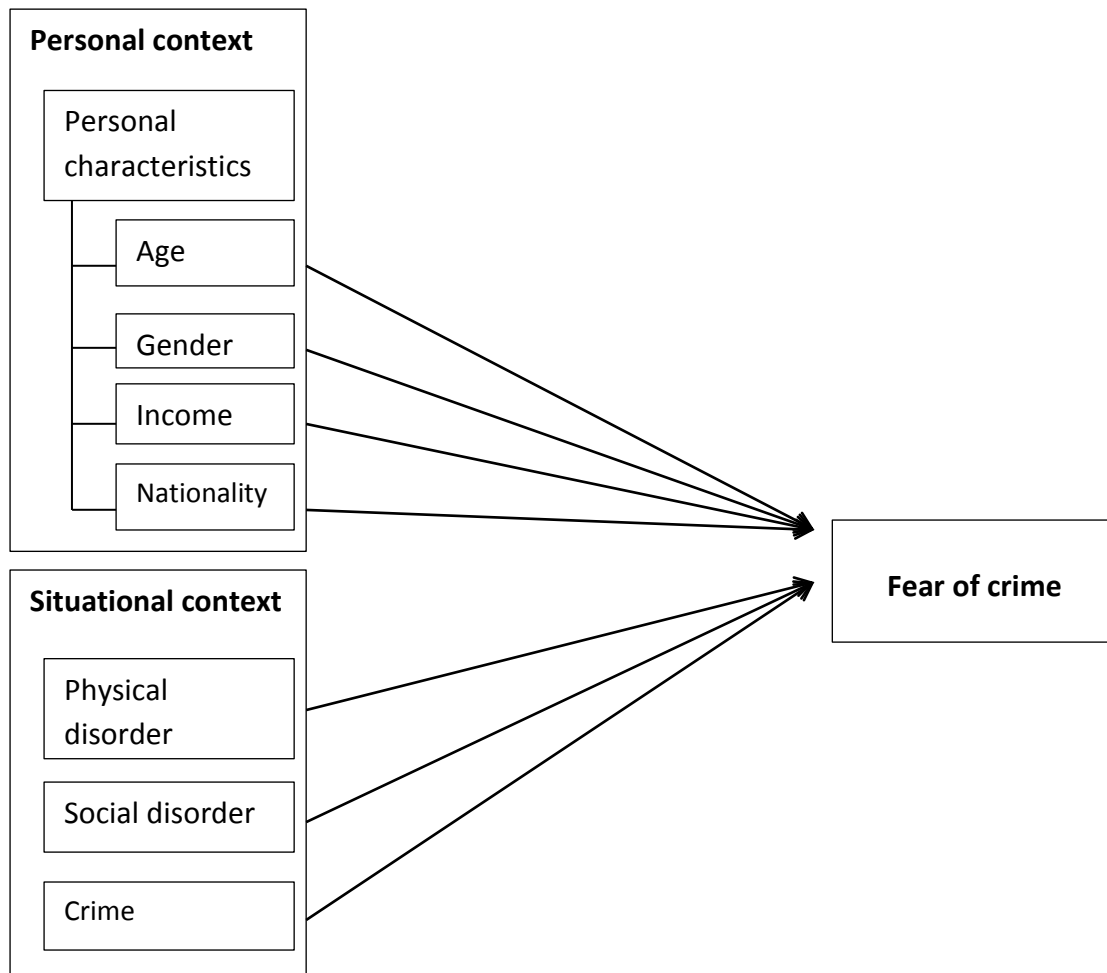 Personal context
Personal
characteristics
Age
Gender
Income
Nationality
Situational context
Physical
disorder
Social disorder
Crime
Fear of crime